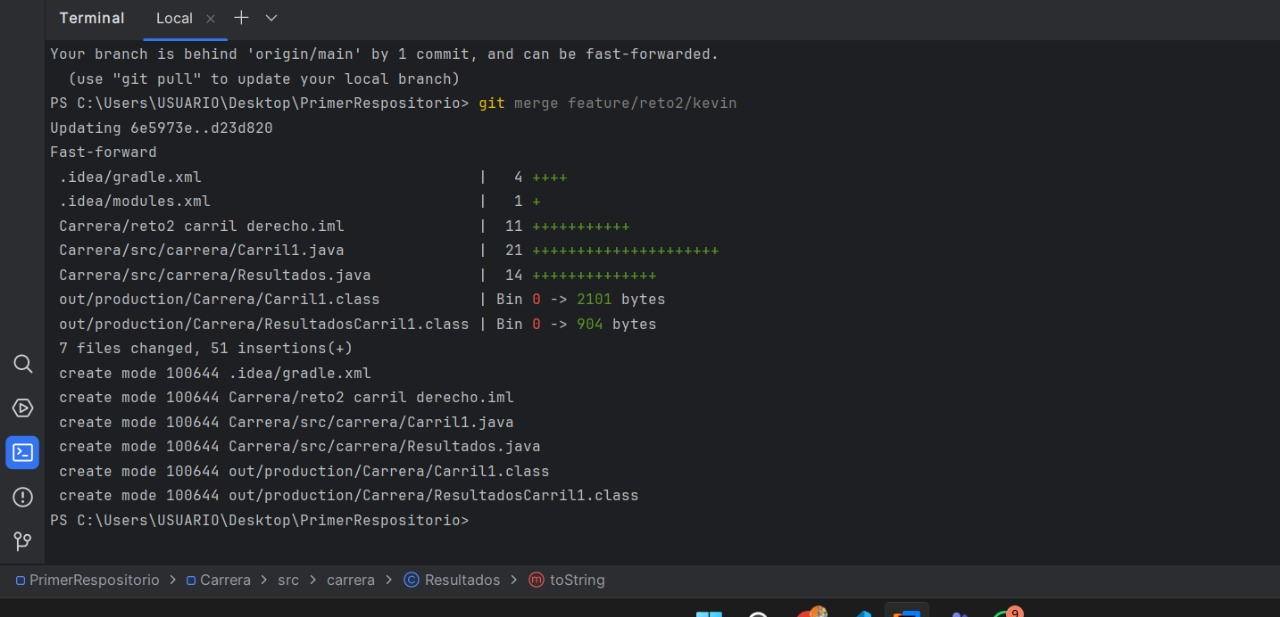 Terminal Local
Your branch is behind 'origin/main' by 1 commit, and can be fast-forwarded.
(use "git pull" to update your local branch)
PS C:\Users\USUARIO\Desktop\PrimerRespositorio> git merge feature/reto2/kevin
Updating 6e5973e..d23d820
Fast-forward
.idea/gradle.xml | 4 ++++
.idea/modules.xml | 1 +
Carrera/reto2 carril derecho.iml | 11 +++++++++++
Carrera/src/carrera/Carril1.java | 21 +++++++++++++++++++++
Carrera/src/carrera/Resultados.java | 14 ++++++++++++++
out/production/Carrera/Carril1.class | Bin 0 -> 2101 bytes
out/production/Carrera/ResultadosCarril1.class | Bin 0 -> 904 bytes
7 files changed, 51 insertions(+)
create mode 100644 .idea/gradle.xml
create mode 100644 Carrera/reto2 carril derecho.iml
create mode 100644 Carrera/src/carrera/Carril1.java
create mode 100644 Carrera/src/carrera/Resultados.java
create mode 100644 out/production/Carrera/Carril1.class
create mode 100644 out/production/Carrera/ResultadosCarril1.class
PS C:\Users\USUARIO\Desktop\PrimerRespositorio>
PrimerRespositorio > Carrera > src > carrera > C Resultados > m toString
9